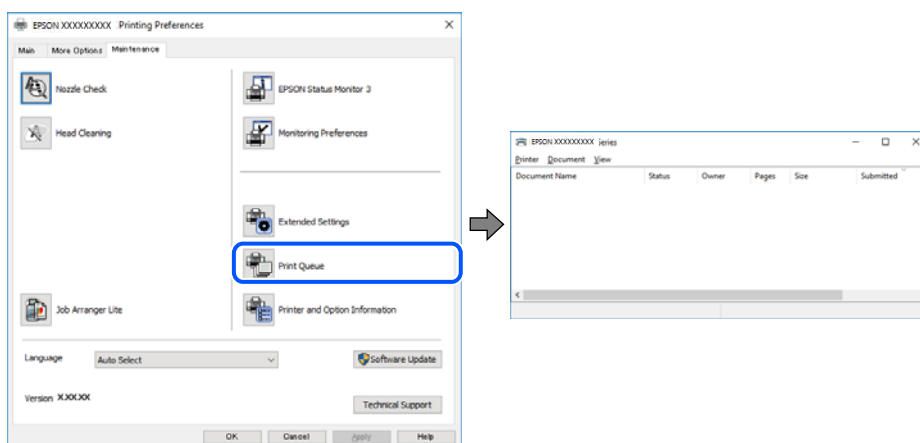 EPSON XXXXXXXXX Printing Preferences
Main More Options Maintenance
Nozzle Check
EPSON Status Monitor 3
Head Cleaning
Monitoring Preferences
Extended Settings
Print Queue
Job Arranger Lite
Printer and Option Information
Language Auto Select
Software Update
Version X.XX.XX
Technical Support
OK Cancel Apply Help
EPSON XXXXXXXXX ieries
Printer Document View
Document Name Status Owner Pages Size Submitted